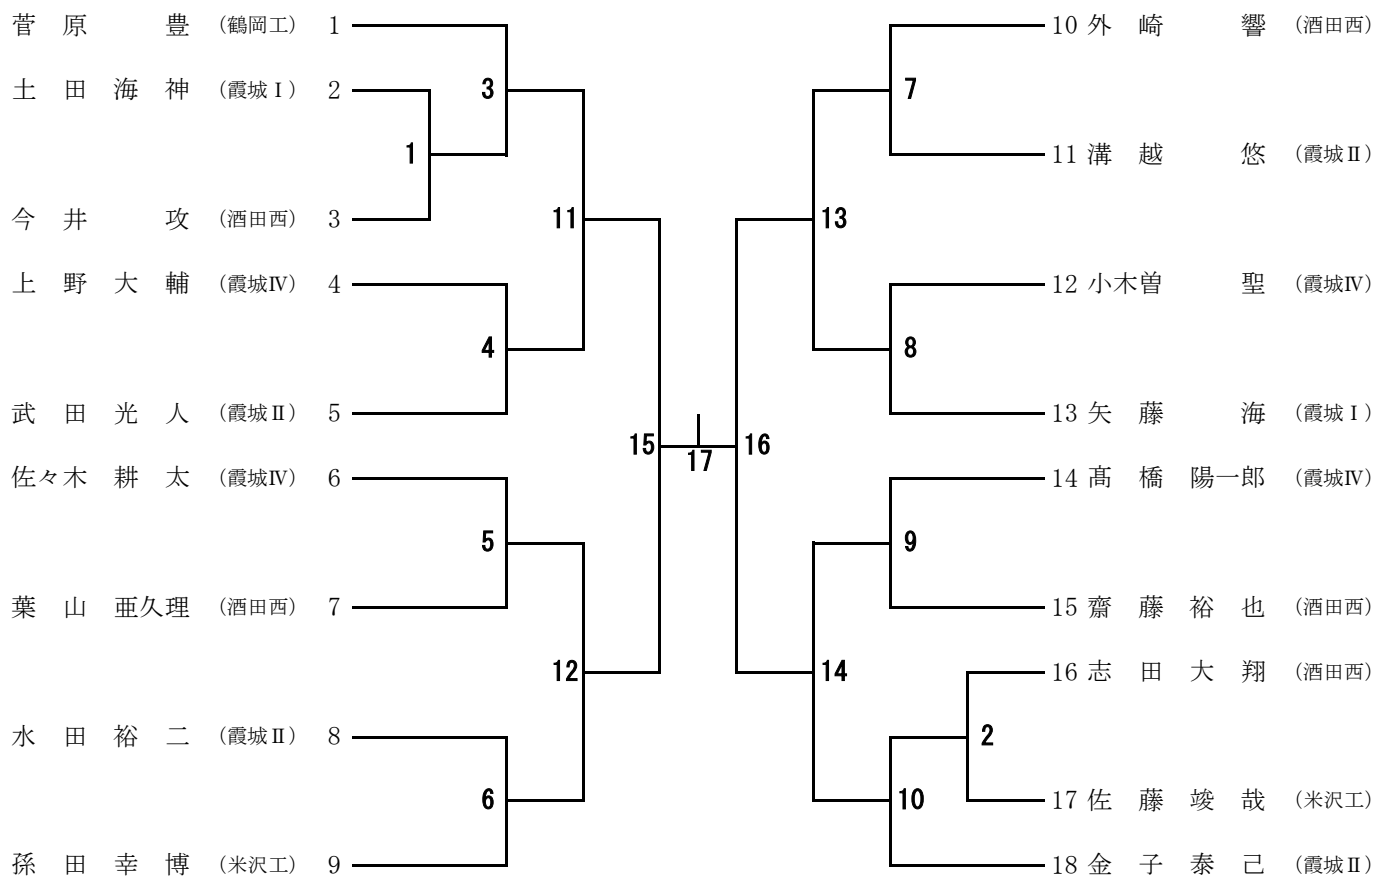 菅原 豊 （鶴岡工） 1
土田海神 （霞城Ⅰ） 2
今井 攻 （酒田西） 3
上野大輔 （霞城Ⅳ） 4
武田光人 （霞城Ⅱ） 5
佐々木耕太 （霞城Ⅳ） 6
葉山亜久理 （酒田西） 7
水田裕二 （霞城Ⅱ） 8
孫田幸博 （米沢工） 9
3
1
11
4
15
5
12
6
17
7
13
8
16
9
14
2
10
10 外崎 響 （酒田西）
11 溝越 悠 （霞城Ⅱ）
12 小木曽 聖 （霞城Ⅳ）
13 矢藤 海 （霞城Ⅰ）
14 髙橋陽一郎 （霞城Ⅳ）
15 齋藤裕也 （酒田西）
16 志田大翔 （酒田西）
17 佐藤竣哉 （米沢工）
18 金子泰己 （霞城Ⅱ）